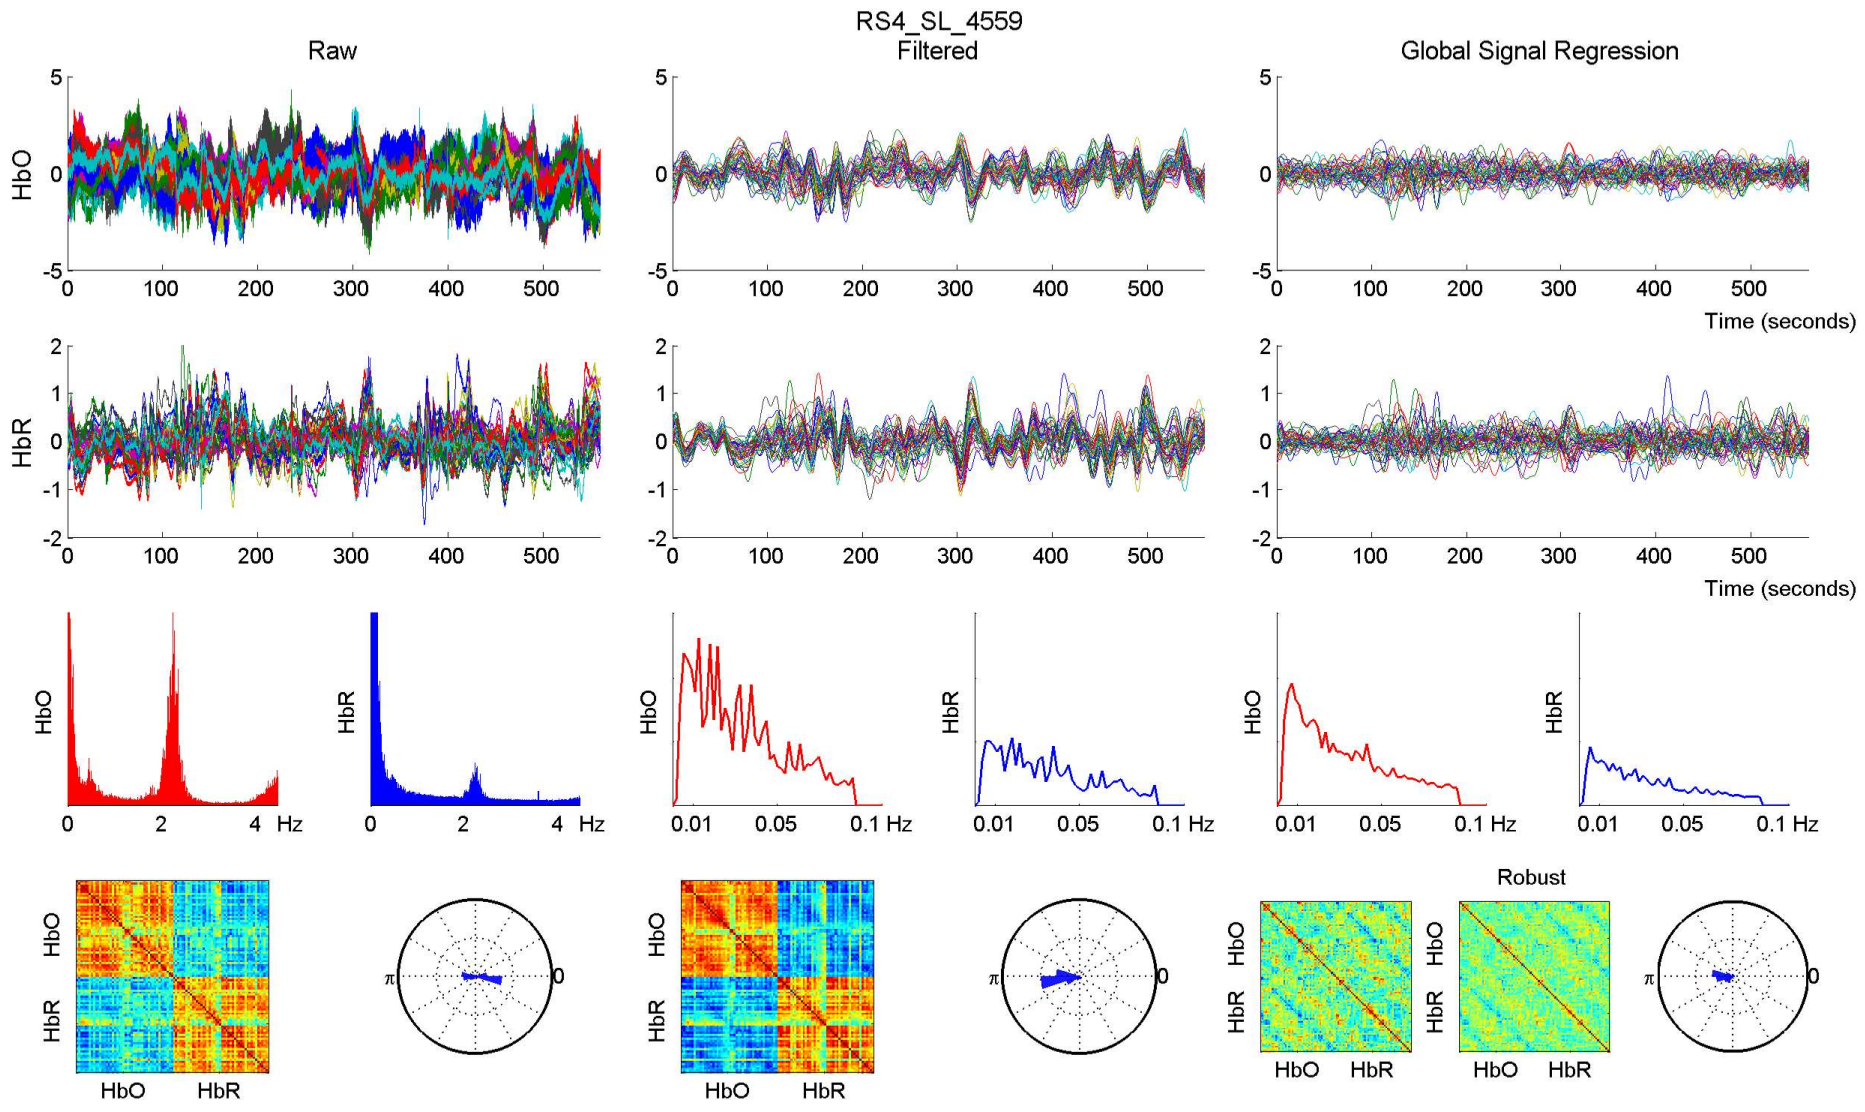 RS4_SL_4559
Raw
Filtered
Global Signal Regression
HbO
5
0
-5
0 100 200 300 400 500
5
0
-5
0 100 200 300 400 500
5
0
-5
0 100 200 300 400 500
Time (seconds)
HbR
2
1
0
-1
-2
0 100 200 300 400 500
2
1
0
-1
-2
0 100 200 300 400 500
2
1
0
-1
-2
0 100 200 300 400 500
Time (seconds)
HbO
0 2 4 Hz
HbR
0 2 4 Hz
HbO
0.01 0.05 0.1 Hz
HbR
0.01 0.05 0.1 Hz
HbO
0.01 0.05 0.1 Hz
HbR
0.01 0.05 0.1 Hz
HbO
HbR
HbO HbR
π 0
HbO
HbR
HbO HbR
π 0
HbO
HbR
HbO HbR
Robust
HbO
HbR
HbO HbR
π 0